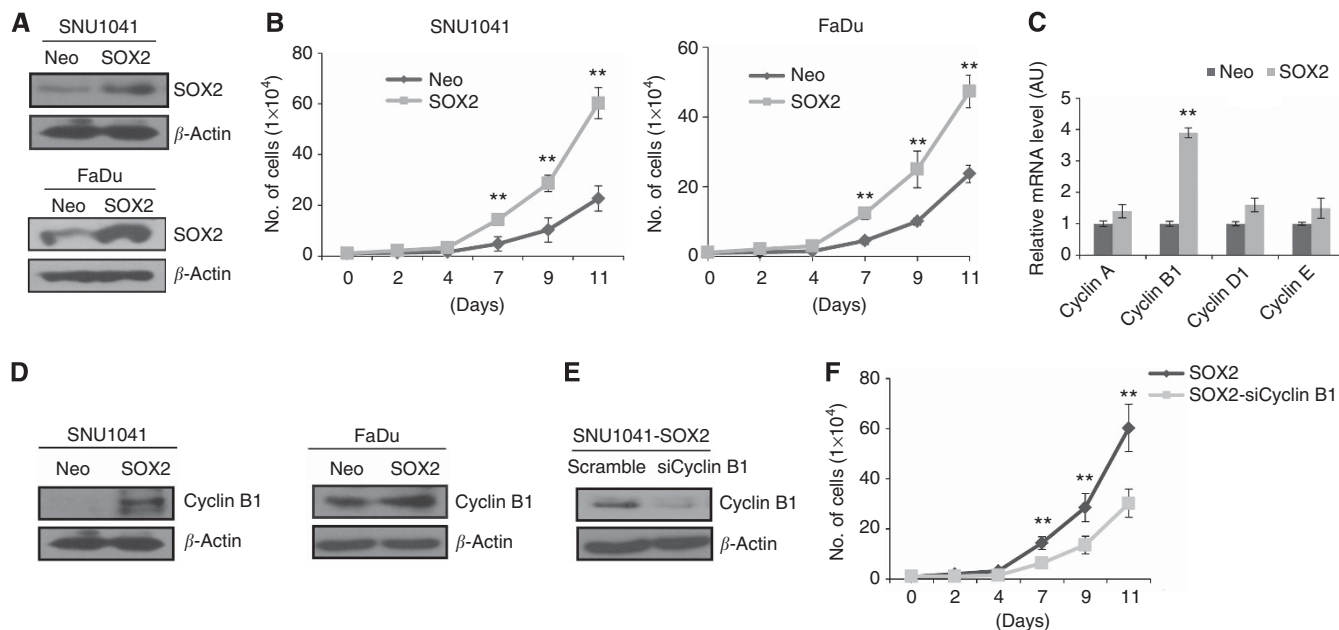 A
SNU1041
Neo SOX2
SOX2
β-Actin
FaDu
Neo SOX2
SOX2
β-Actin
B
SNU1041
No. of cells (1×10⁴)
80
60
40
20
0
Neo
SOX2
**
**
**
0 2 4 7 9 11
(Days)
FaDu
No. of cells (1×10⁴)
60
40
20
0
Neo
SOX2
**
**
**
0 2 4 7 9 11
(Days)
C
Neo SOX2
Relative mRNA level (AU)
5
4
3
2
1
0
**
Cyclin A
Cyclin B1
Cyclin D1
Cyclin E
D
SNU1041
Neo SOX2
Cyclin B1
β-Actin
FaDu
Neo SOX2
Cyclin B1
β-Actin
E
SNU1041-SOX2
Scramble siCyclin B1
Cyclin B1
β-Actin
F
SOX2
SOX2-siCyclin B1
No. of cells (1×10⁴)
80
60
40
20
0
**
**
**
0 2 4 7 9 11
(Days)